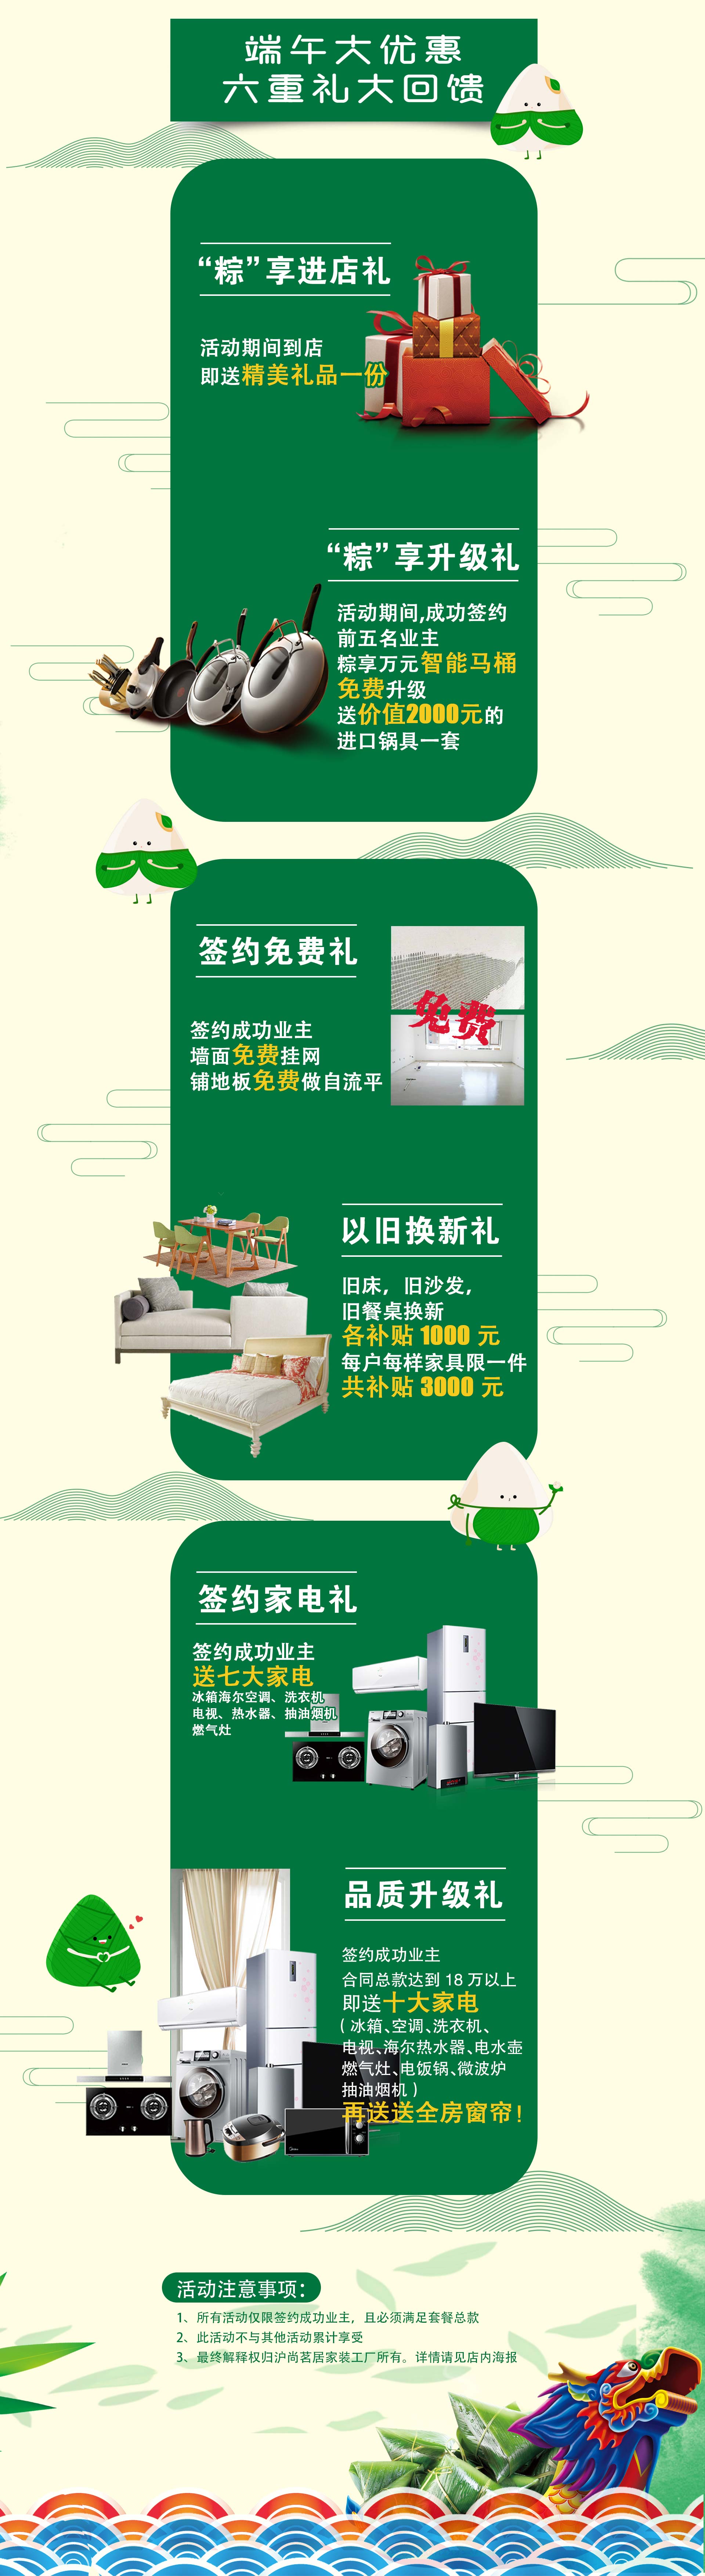 端午大优惠
六重礼大回馈
“粽”享进店礼
活动期间到店
即送精美礼品一份
“粽”享升级礼
活动期间,成功签约
前五名业主
粽享万元智能马桶
免费升级
送价值2000元的
进口锅具一套
签约免费礼
签约成功业主
墙面免费挂网
铺地板免费做自流平
免费
以旧换新礼
旧床，旧沙发，
旧餐桌换新
各补贴 1000 元
每户每样家具限一件
共补贴 3000 元
签约家电礼
签约成功业主
送七大家电
冰箱海尔空调、洗衣机
电视、热水器、抽油烟机
燃气灶
品质升级礼
签约成功业主
合同总款达到 18 万以上
即送十大家电
（冰箱、空调、洗衣机、
电视、海尔热水器、电水壶
燃气灶、电饭锅、微波炉
抽油烟机）
再送送全房窗帘！
活动注意事项：
1、所有活动仅限签约成功业主，且必须满足套餐总款
2、此活动不与其他活动累计享受
3、最终解释权归沪尚茗居家装工厂所有。详情请见店内海报